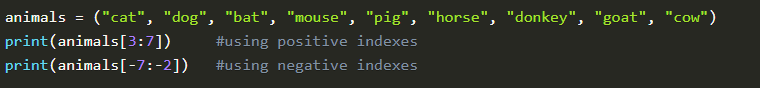 animals = ("cat", "dog", "bat", "mouse", "pig", "horse", "donkey", "goat", "cow")
print(animals[3:7])      #using positive indexes
print(animals[-7:-2])   #using negative indexes